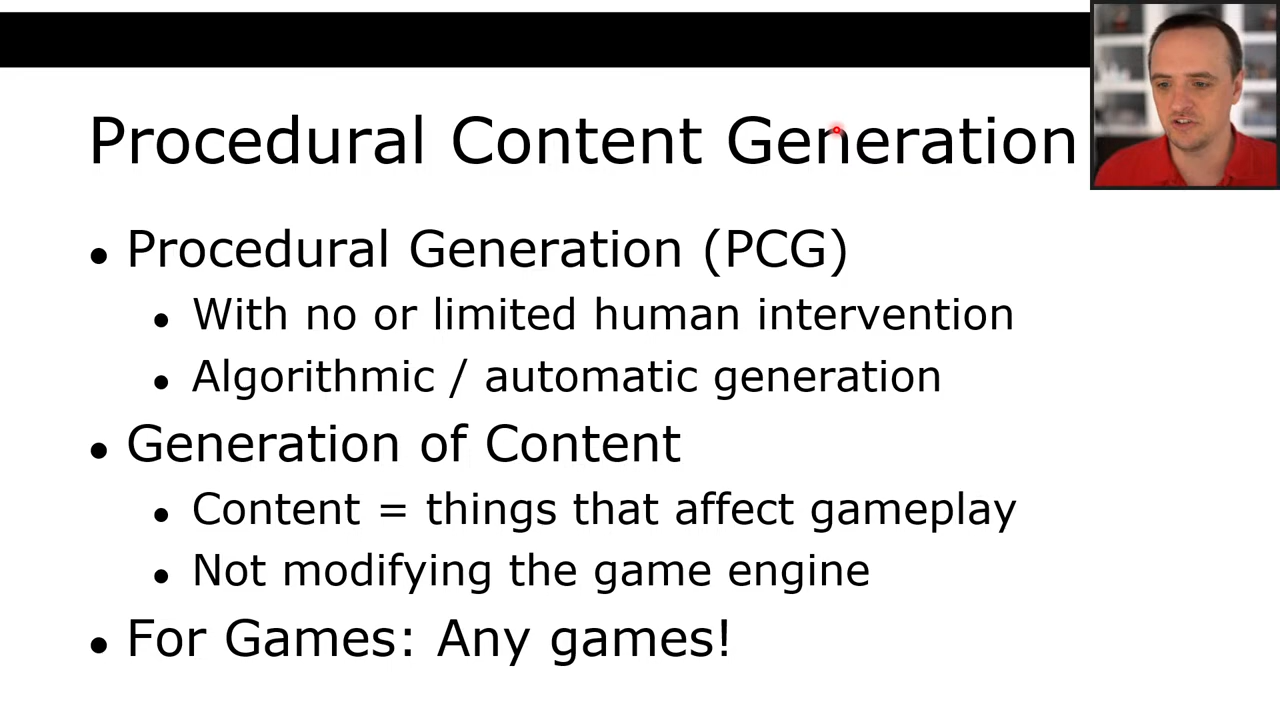 Procedural Content Generation
• Procedural Generation (PCG)
• With no or limited human intervention
• Algorithmic / automatic generation
• Generation of Content
• Content = things that affect gameplay
• Not modifying the game engine
• For Games: Any games!